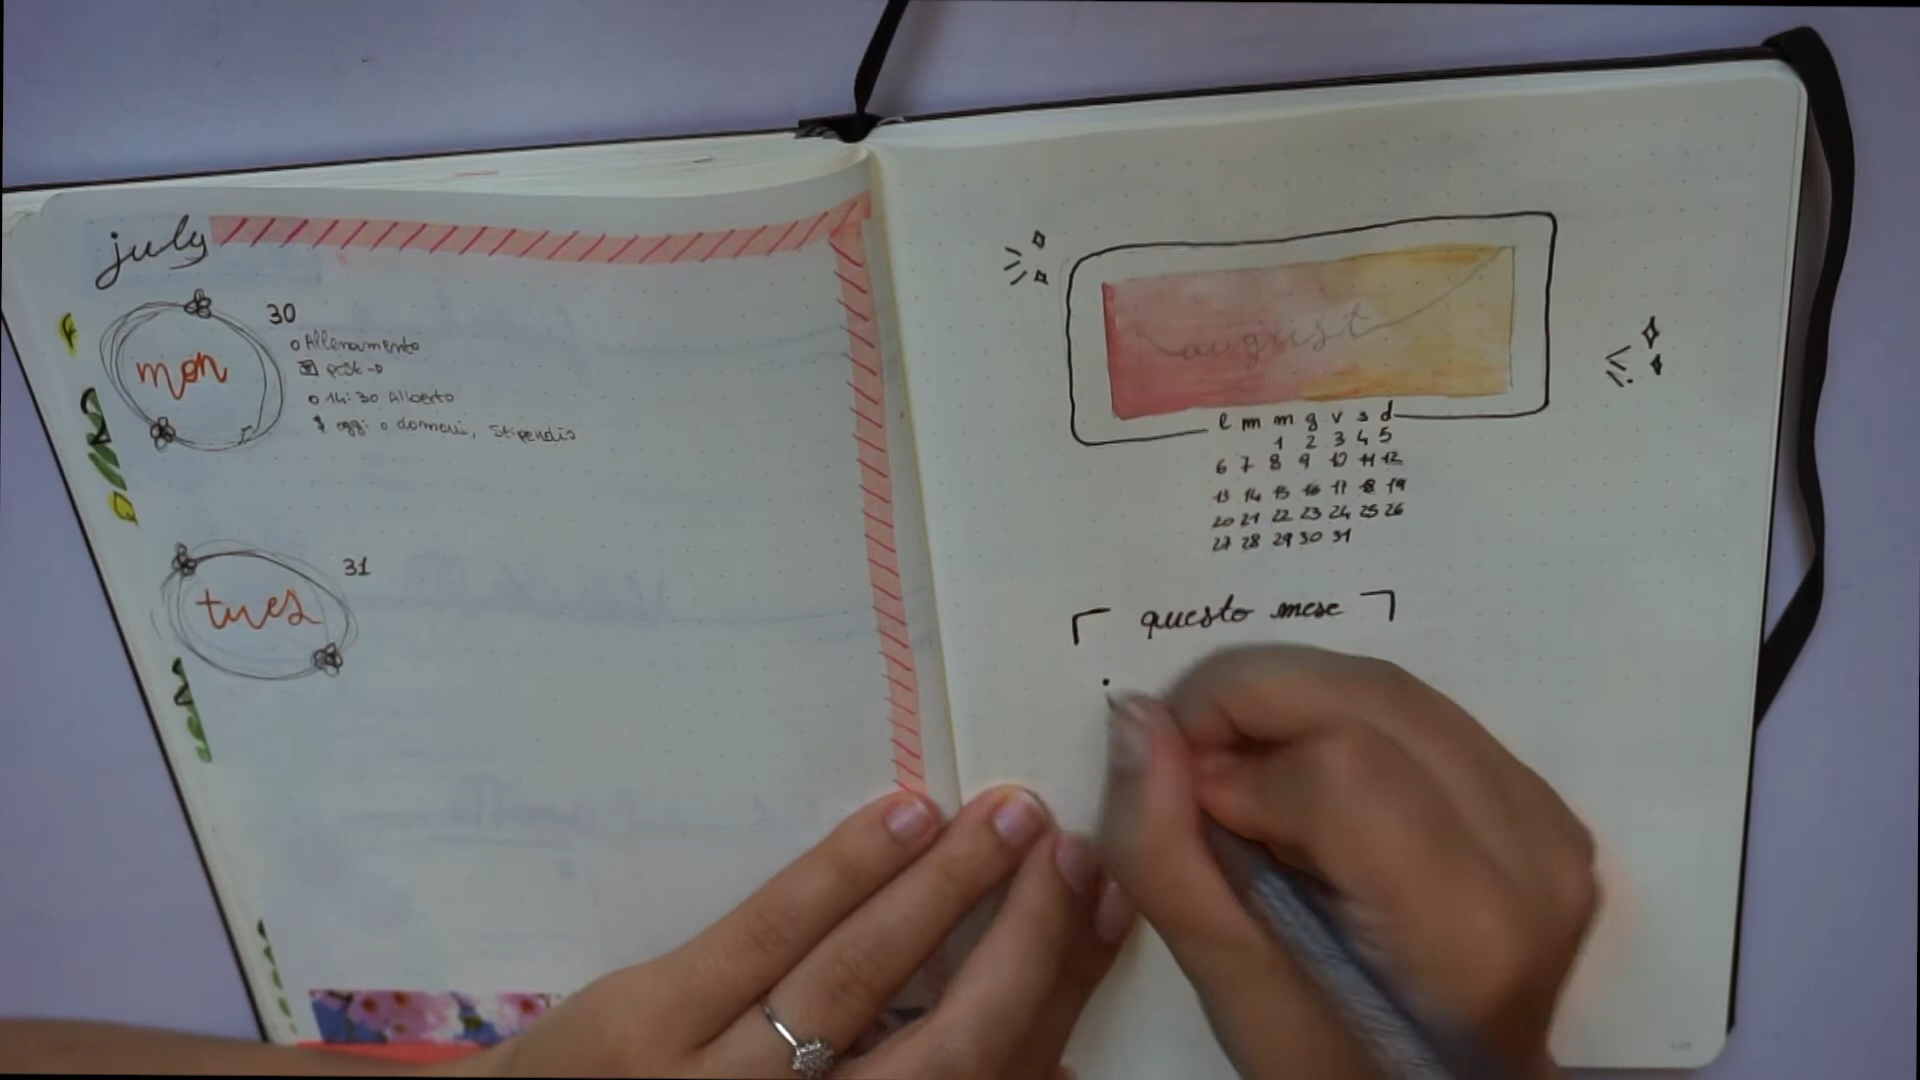 july
mon
30
o Allenamento
post
o 14:30 Alberto
$ oggi o domani, Stipendio
tues
31
august
l m m g v s d
1 2 3 4 5
6 7 8 9 10 11 12
13 14 15 16 17 18 19
20 21 22 23 24 25 26
27 28 29 30 31
questo mese